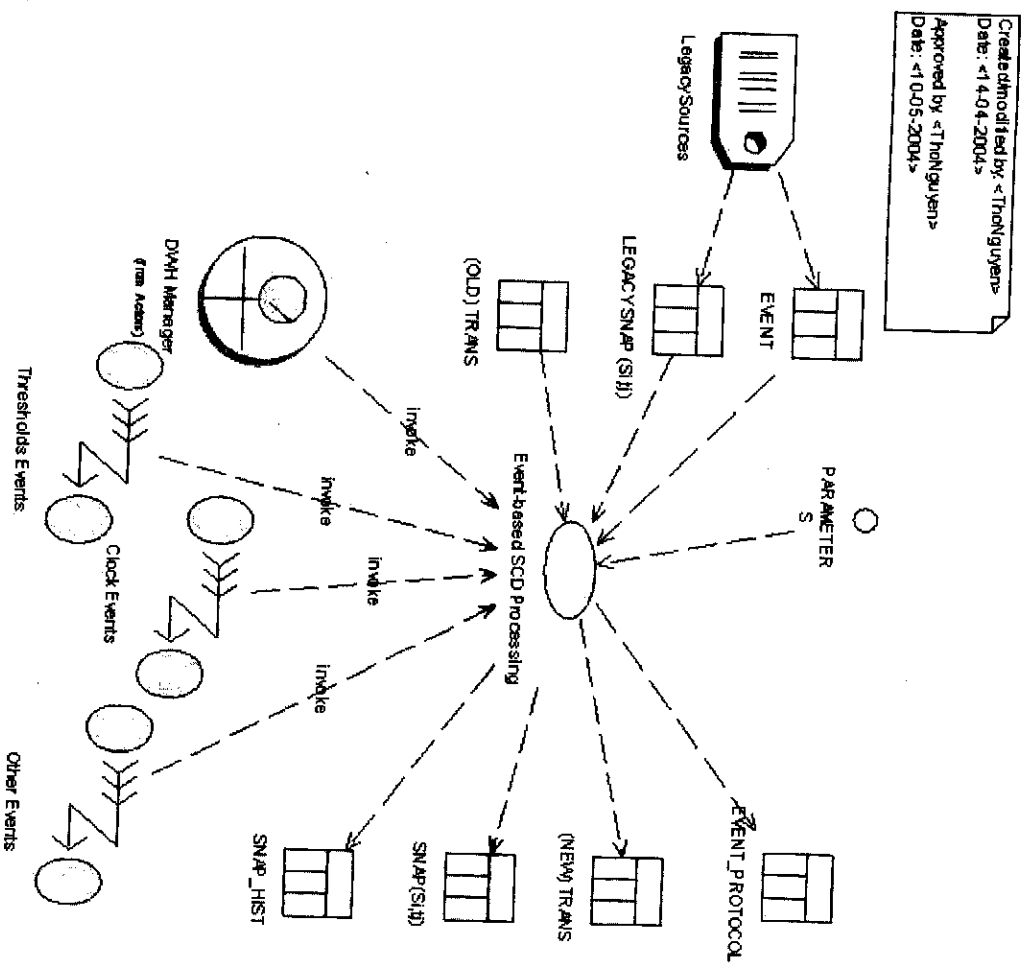 Created/modified by: <ThoNguyen>
Date: <14-04-2004>
Approved by: <ThoNguyen>
Date: <10-05-2004>
LegacySources
EVENT
LEGACYSNAP (Si,tj)
(OLD) TRANS
DWH Manager
(from Actors)
PARAMETER
S
invoke
invoke
invoke
invoke
Event-based SCD Processing
Thresholds Events
Clock Events
Other Events
EVENT_PROTOCOL
(NEW) TRANS
SNAP(Si,tj)
SNAP_HIST